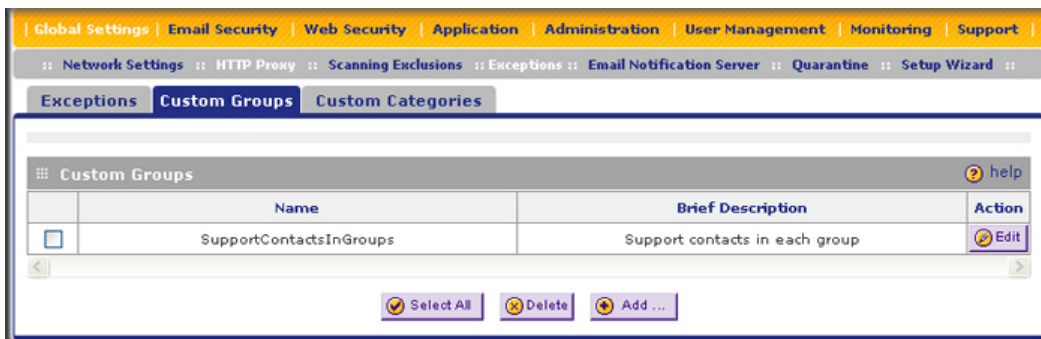 | Global Settings | Email Security | Web Security | Application | Administration | User Management | Monitoring | Support |
:: Network Settings :: HTTP Proxy :: Scanning Exclusions :: Exceptions :: Email Notification Server :: Quarantine :: Setup Wizard ::
Exceptions Custom Groups Custom Categories
Custom Groups ? help
Name Brief Description Action
SupportContactsInGroups Support contacts in each group Edit
Select All Delete Add ...